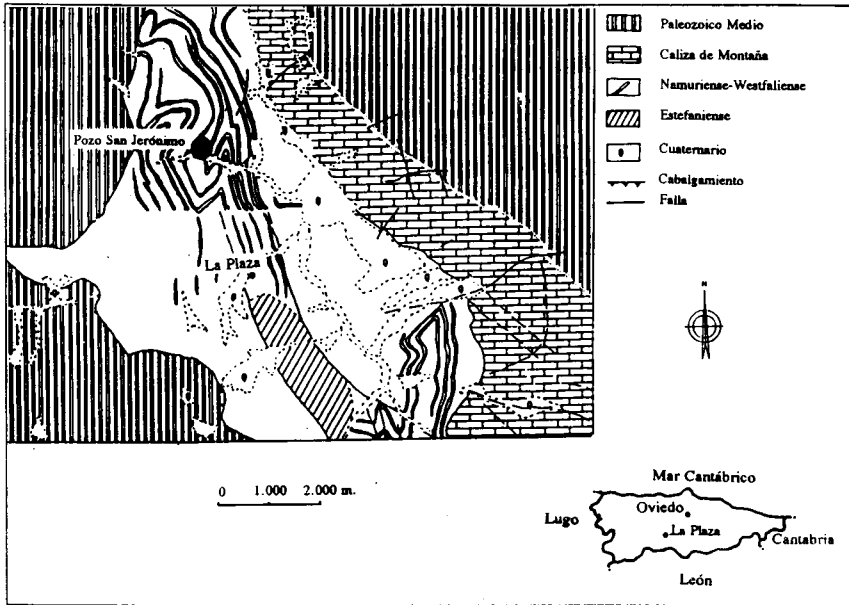 Paleozoico Medio
Caliza de Montaña
Namuriense-Westfaliense
Estefaniense
Cuaternario
Cabalgamiento
Falla
Pozo San Jerónimo
La Plaza
N
0 1.000 2.000 m.
Mar Cantábrico
Oviedo
Lugo
La Plaza
Cantabria
León